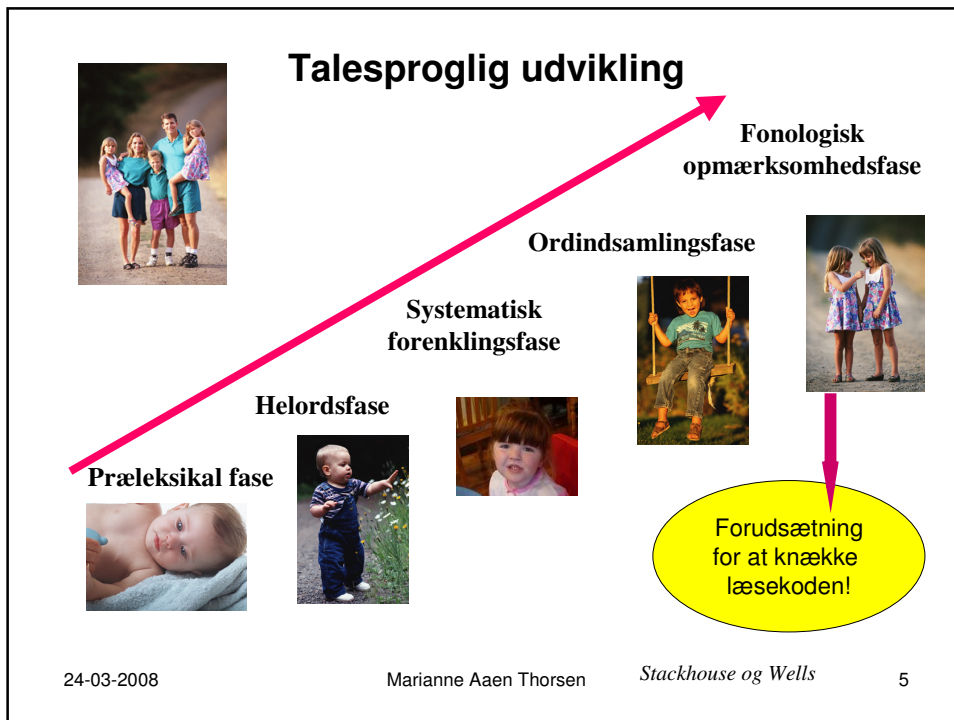 Talesproglig udvikling
Fonologisk
opmærksomhedsfase
Ordindsamlingsfase
Systematisk
forenklingsfase
Helordsfase
Præleksikal fase
Forudsætning
for at knække
læsekoden!
24-03-2008
Marianne Aaen Thorsen
Stackhouse og Wells
5